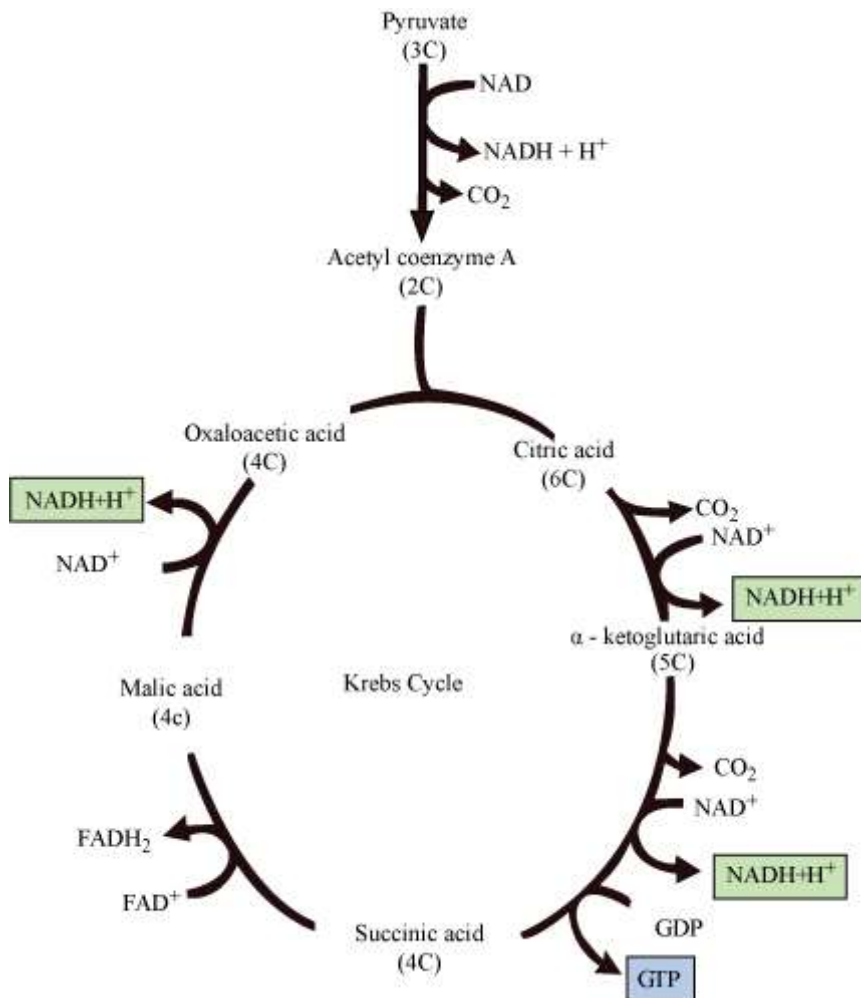 Pyruvate
(3C)
NAD
NADH + H⁺
CO₂
Acetyl coenzyme A
(2C)
Oxaloacetic acid
(4C)
Citric acid
(6C)
NADH+H⁺
NAD⁺
CO₂
NAD⁺
NADH+H⁺
α - ketoglutaric acid
(5C)
Krebs Cycle
Malic acid
(4c)
CO₂
NAD⁺
NADH+H⁺
FADH₂
FAD⁺
GDP
GTP
Succinic acid
(4C)